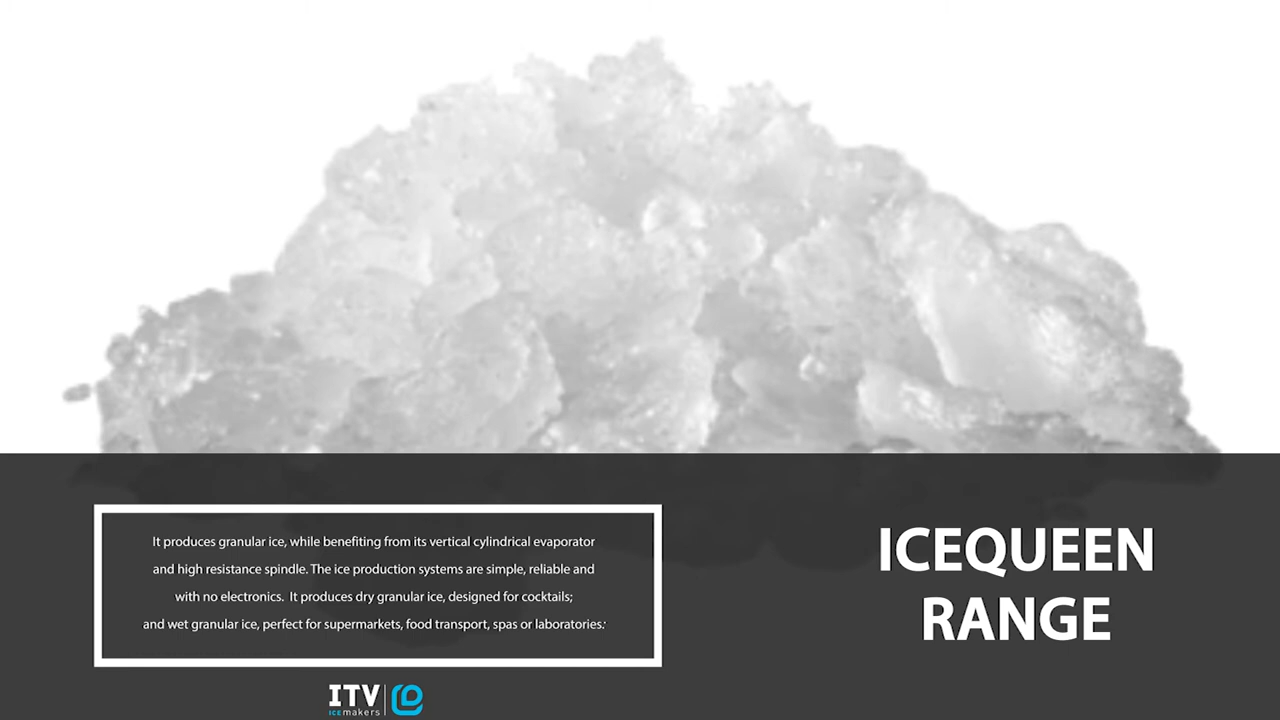 It produces granular ice, while benefiting from its vertical cylindrical evaporator
and high resistance spindle. The ice production systems are simple, reliable and
with no electronics.  It produces dry granular ice, designed for cocktails;
and wet granular ice, perfect for supermarkets, food transport, spas or laboratories.'
ICEQUEEN
RANGE
ITV
ICEmakers